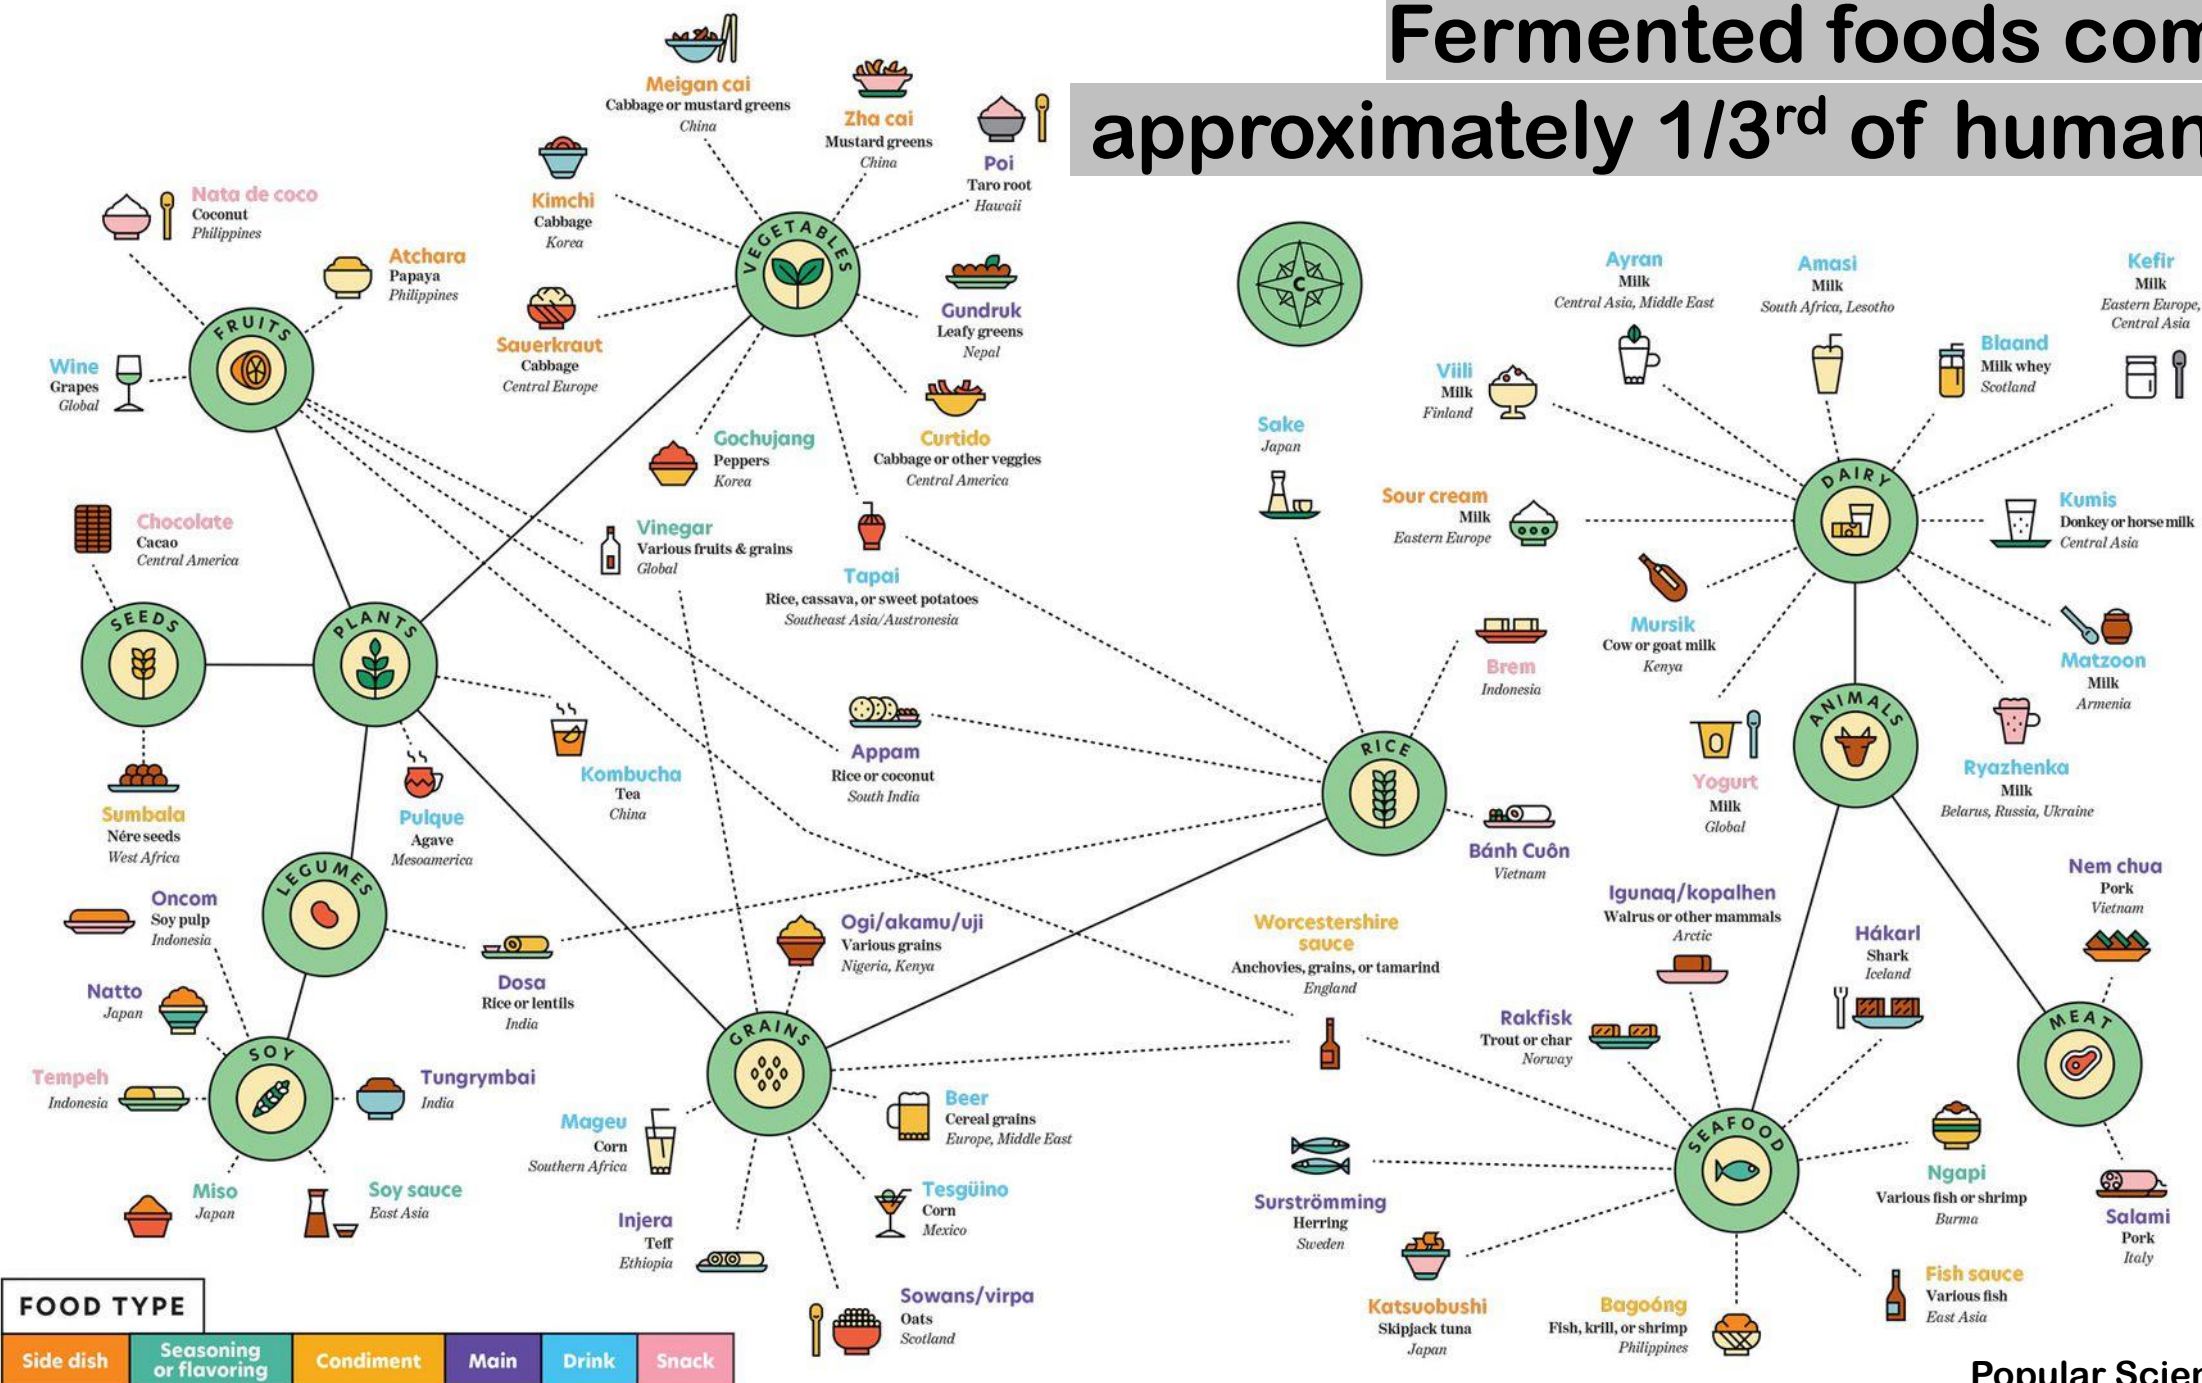 Fermented foods com
approximately 1/3rd of human
Meigan cai
Cabbage or mustard greens
China
Zha cai
Mustard greens
China
Poi
Taro root
Hawaii
Kimchi
Cabbage
Korea
Nata de coco
Coconut
Philippines
Atchara
Papaya
Philippines
VEGETABLES
Gundruk
Leafy greens
Nepal
Sauerkraut
Cabbage
Central Europe
FRUITS
Wine
Grapes
Global
Gochujang
Peppers
Korea
Curtido
Cabbage or other veggies
Central America
C
Ayran
Milk
Central Asia, Middle East
Amasi
Milk
South Africa, Lesotho
Kefir
Milk
Eastern Europe,
Central Asia
Blaand
Milk whey
Scotland
Viili
Milk
Finland
Sake
Japan
DAIRY
Sour cream
Milk
Eastern Europe
Kumis
Donkey or horse milk
Central Asia
Chocolate
Cacao
Central America
Vinegar
Various fruits & grains
Global
Tapai
Rice, cassava, or sweet potatoes
Southeast Asia/Austronesia
SEEDS
PLANTS
Mursik
Cow or goat milk
Kenya
Brem
Indonesia
Matzoon
Milk
Armenia
ANIMALS
Appam
Rice or coconut
South India
RICE
Kombucha
Tea
China
Yogurt
Milk
Global
Ryazhenka
Milk
Belarus, Russia, Ukraine
Sumbala
Nére seeds
West Africa
Pulque
Agave
Mesoamerica
Bánh Cuôn
Vietnam
LEGUMES
Nem chua
Pork
Vietnam
Oncom
Soy pulp
Indonesia
Igunaq/kopalhen
Walrus or other mammals
Arctic
Ogi/akamu/uji
Various grains
Nigeria, Kenya
Worcestershire
sauce
Anchovies, grains, or tamarind
England
Hákarl
Shark
Iceland
Dosa
Rice or lentils
India
Natto
Japan
GRAINS
Rakfisk
Trout or char
Norway
MEAT
SOY
Tempeh
Indonesia
Tungrymbai
India
Mageu
Corn
Southern Africa
Beer
Cereal grains
Europe, Middle East
SEAFOOD
Surströmming
Herring
Sweden
Ngapi
Various fish or shrimp
Burma
Miso
Japan
Soy sauce
East Asia
Tesgüino
Corn
Mexico
Injera
Teff
Ethiopia
Salami
Pork
Italy
Fish sauce
Various fish
East Asia
Sowans/virpa
Oats
Scotland
Katsuobushi
Skipjack tuna
Japan
Bagoóng
Fish, krill, or shrimp
Philippines
FOOD TYPE
Side dish
Seasoning
or flavoring
Condiment
Main
Drink
Snack
Popular Scien